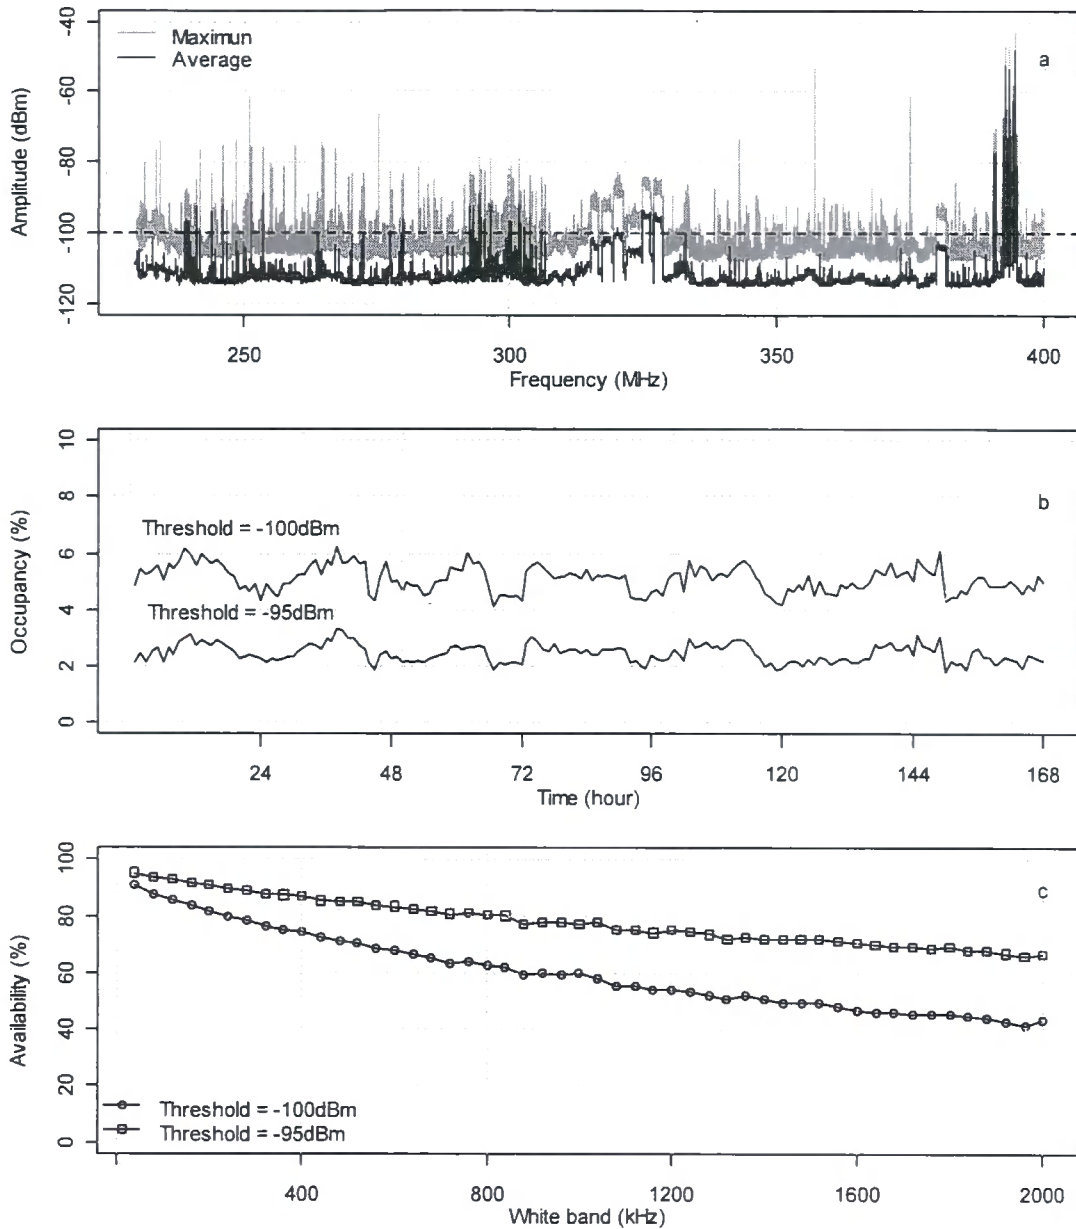 -40
-60
-80
-100
-120
Amplitude (dBm)
Maximun
Average
a
250
300
350
400
Frequency (MHz)
10
8
6
4
2
0
Occupancy (%)
b
Threshold = -100dBm
Threshold = -95dBm
24
48
72
96
120
144
168
Time (hour)
100
80
60
40
20
0
Availability (%)
c
Threshold = -100dBm
Threshold = -95dBm
400
800
1200
1600
2000
White band (kHz)